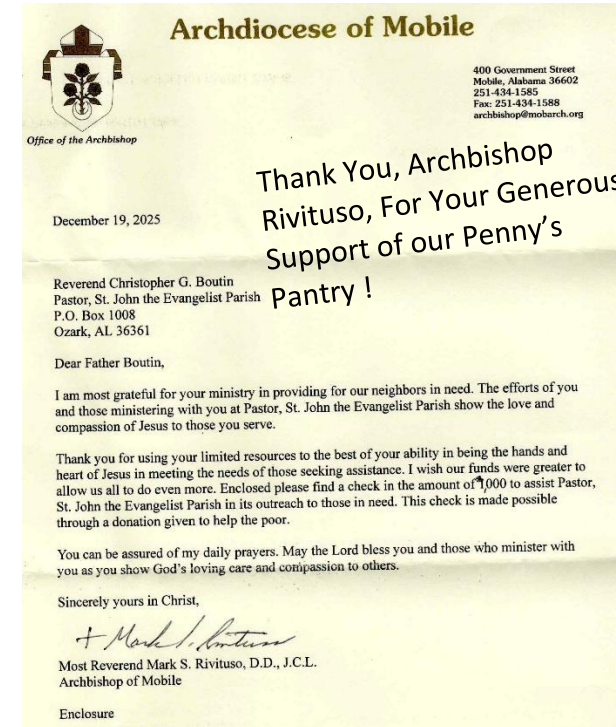 Archdiocese of Mobile
400 Government Street
Mobile, Alabama 36602
251-434-1585
Fax: 251-434-1588
archbishop@mobarch.org
Office of the Archbishop
Thank You, Archbishop
Rivituso, For Your Generous
Support of our Penny’s
Pantry !
December 19, 2025
Reverend Christopher G. Boutin
Pastor, St. John the Evangelist Parish
P.O. Box 1008
Ozark, AL 36361
Dear Father Boutin,
I am most grateful for your ministry in providing for our neighbors in need. The efforts of you
and those ministering with you at Pastor, St. John the Evangelist Parish show the love and
compassion of Jesus to those you serve.
Thank you for using your limited resources to the best of your ability in being the hands and
heart of Jesus in meeting the needs of those seeking assistance. I wish our funds were greater to
allow us all to do even more. Enclosed please find a check in the amount of 1,000 to assist Pastor,
St. John the Evangelist Parish in its outreach to those in need. This check is made possible
through a donation given to help the poor.
You can be assured of my daily prayers. May the Lord bless you and those who minister with
you as you show God's loving care and compassion to others.
Sincerely yours in Christ,
+ Mark S. Rivituso
Most Reverend Mark S. Rivituso, D.D., J.C.L.
Archbishop of Mobile
Enclosure